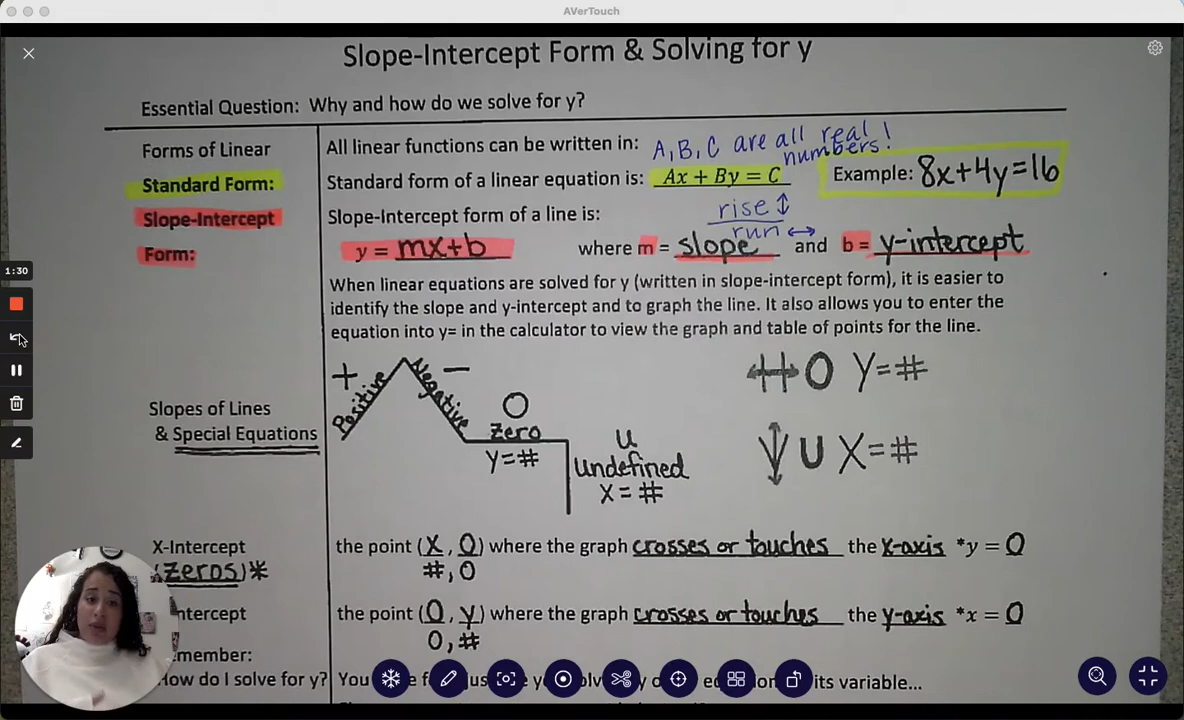 AVerTouch
Slope-Intercept Form & Solving for y
Essential Question: Why and how do we solve for y?
Forms of Linear
Standard Form:
Slope-Intercept
Form:
All linear functions can be written in: A, B, C are all real numbers!
Standard form of a linear equation is: Ax + By = C
Example: 8x+4y=16
Slope-Intercept form of a line is:
rise
run
y = mx+b where m = slope and b = y-intercept
When linear equations are solved for y (written in slope-intercept form), it is easier to
identify the slope and y-intercept and to graph the line. It also allows you to enter the
equation into y= in the calculator to view the graph and table of points for the line.
1:30
Slopes of Lines
& Special Equations
+ Positive
Negative −
O
Zero
Y=#
U
Undefined
X=#
H O Y=#
V U X=#
X-Intercept
(Zeros)*
the point (X, 0) where the graph crosses or touches the x-axis *y = 0
#, 0
ntercept
the point (0, y) where the graph crosses or touches the y-axis *x = 0
0, #
member:
How do I solve for y? You
its variable...